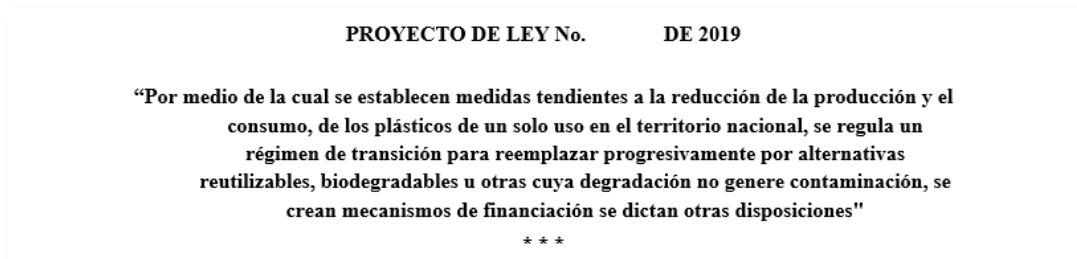 PROYECTO DE LEY No. DE 2019
“Por medio de la cual se establecen medidas tendientes a la reducción de la producción y el
consumo, de los plásticos de un solo uso en el territorio nacional, se regula un
régimen de transición para reemplazar progresivamente por alternativas
reutilizables, biodegradables u otras cuya degradación no genere contaminación, se
crean mecanismos de financiación se dictan otras disposiciones"
* * *